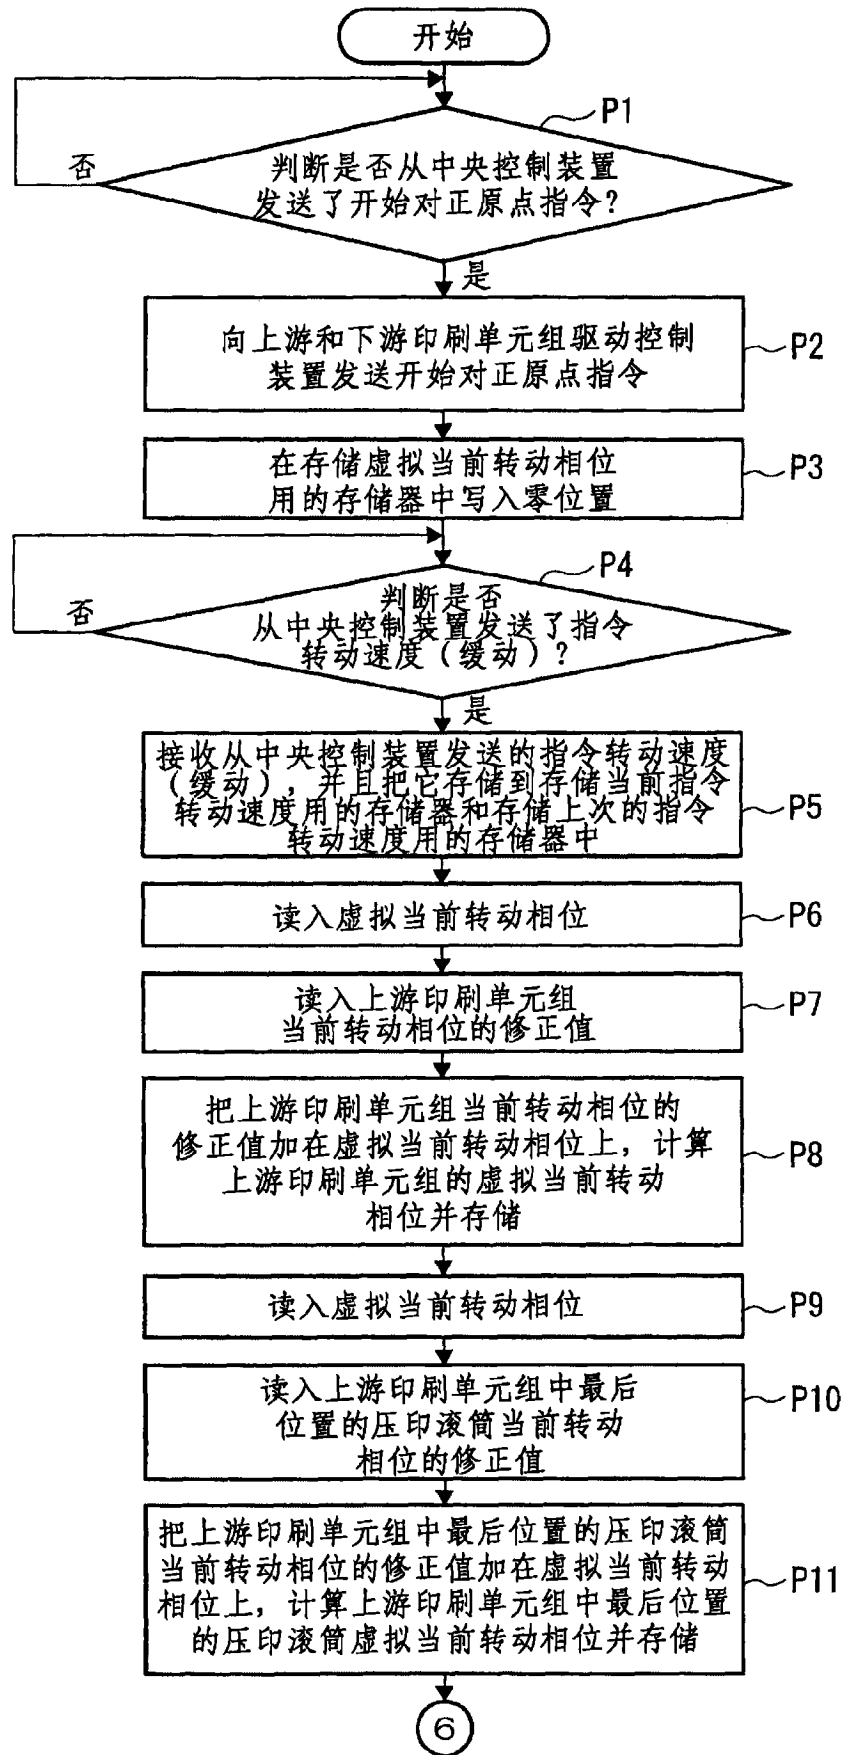 开始
P1
判断是否从中央控制装置
发送了开始对正原点指令?
否
是
向上游和下游印刷单元组驱动控制
装置发送开始对正原点指令
P2
在存储虚拟当前转动相位
用的存储器中写入零位置
P3
P4
判断是否
从中央控制装置发送了指令
转动速度(缓动)?
否
是
接收从中央控制装置发送的指令转动速度
(缓动),并且把它存储到存储当前指令
转动速度用的存储器和存储上次的指令
转动速度用的存储器中
P5
读入虚拟当前转动相位
P6
读入上游印刷单元组
当前转动相位的修正值
P7
把上游印刷单元组当前转动相位的
修正值加在虚拟当前转动相位上,计算
上游印刷单元组的虚拟当前转动
相位并存储
P8
读入虚拟当前转动相位
P9
读入上游印刷单元组中最后
位置的压印滚筒当前转动
相位的修正值
P10
把上游印刷单元组中最后位置的压印滚筒
当前转动相位的修正值加在虚拟当前转动
相位上,计算上游印刷单元组中最后位置
的压印滚筒虚拟当前转动相位并存储
P11
6